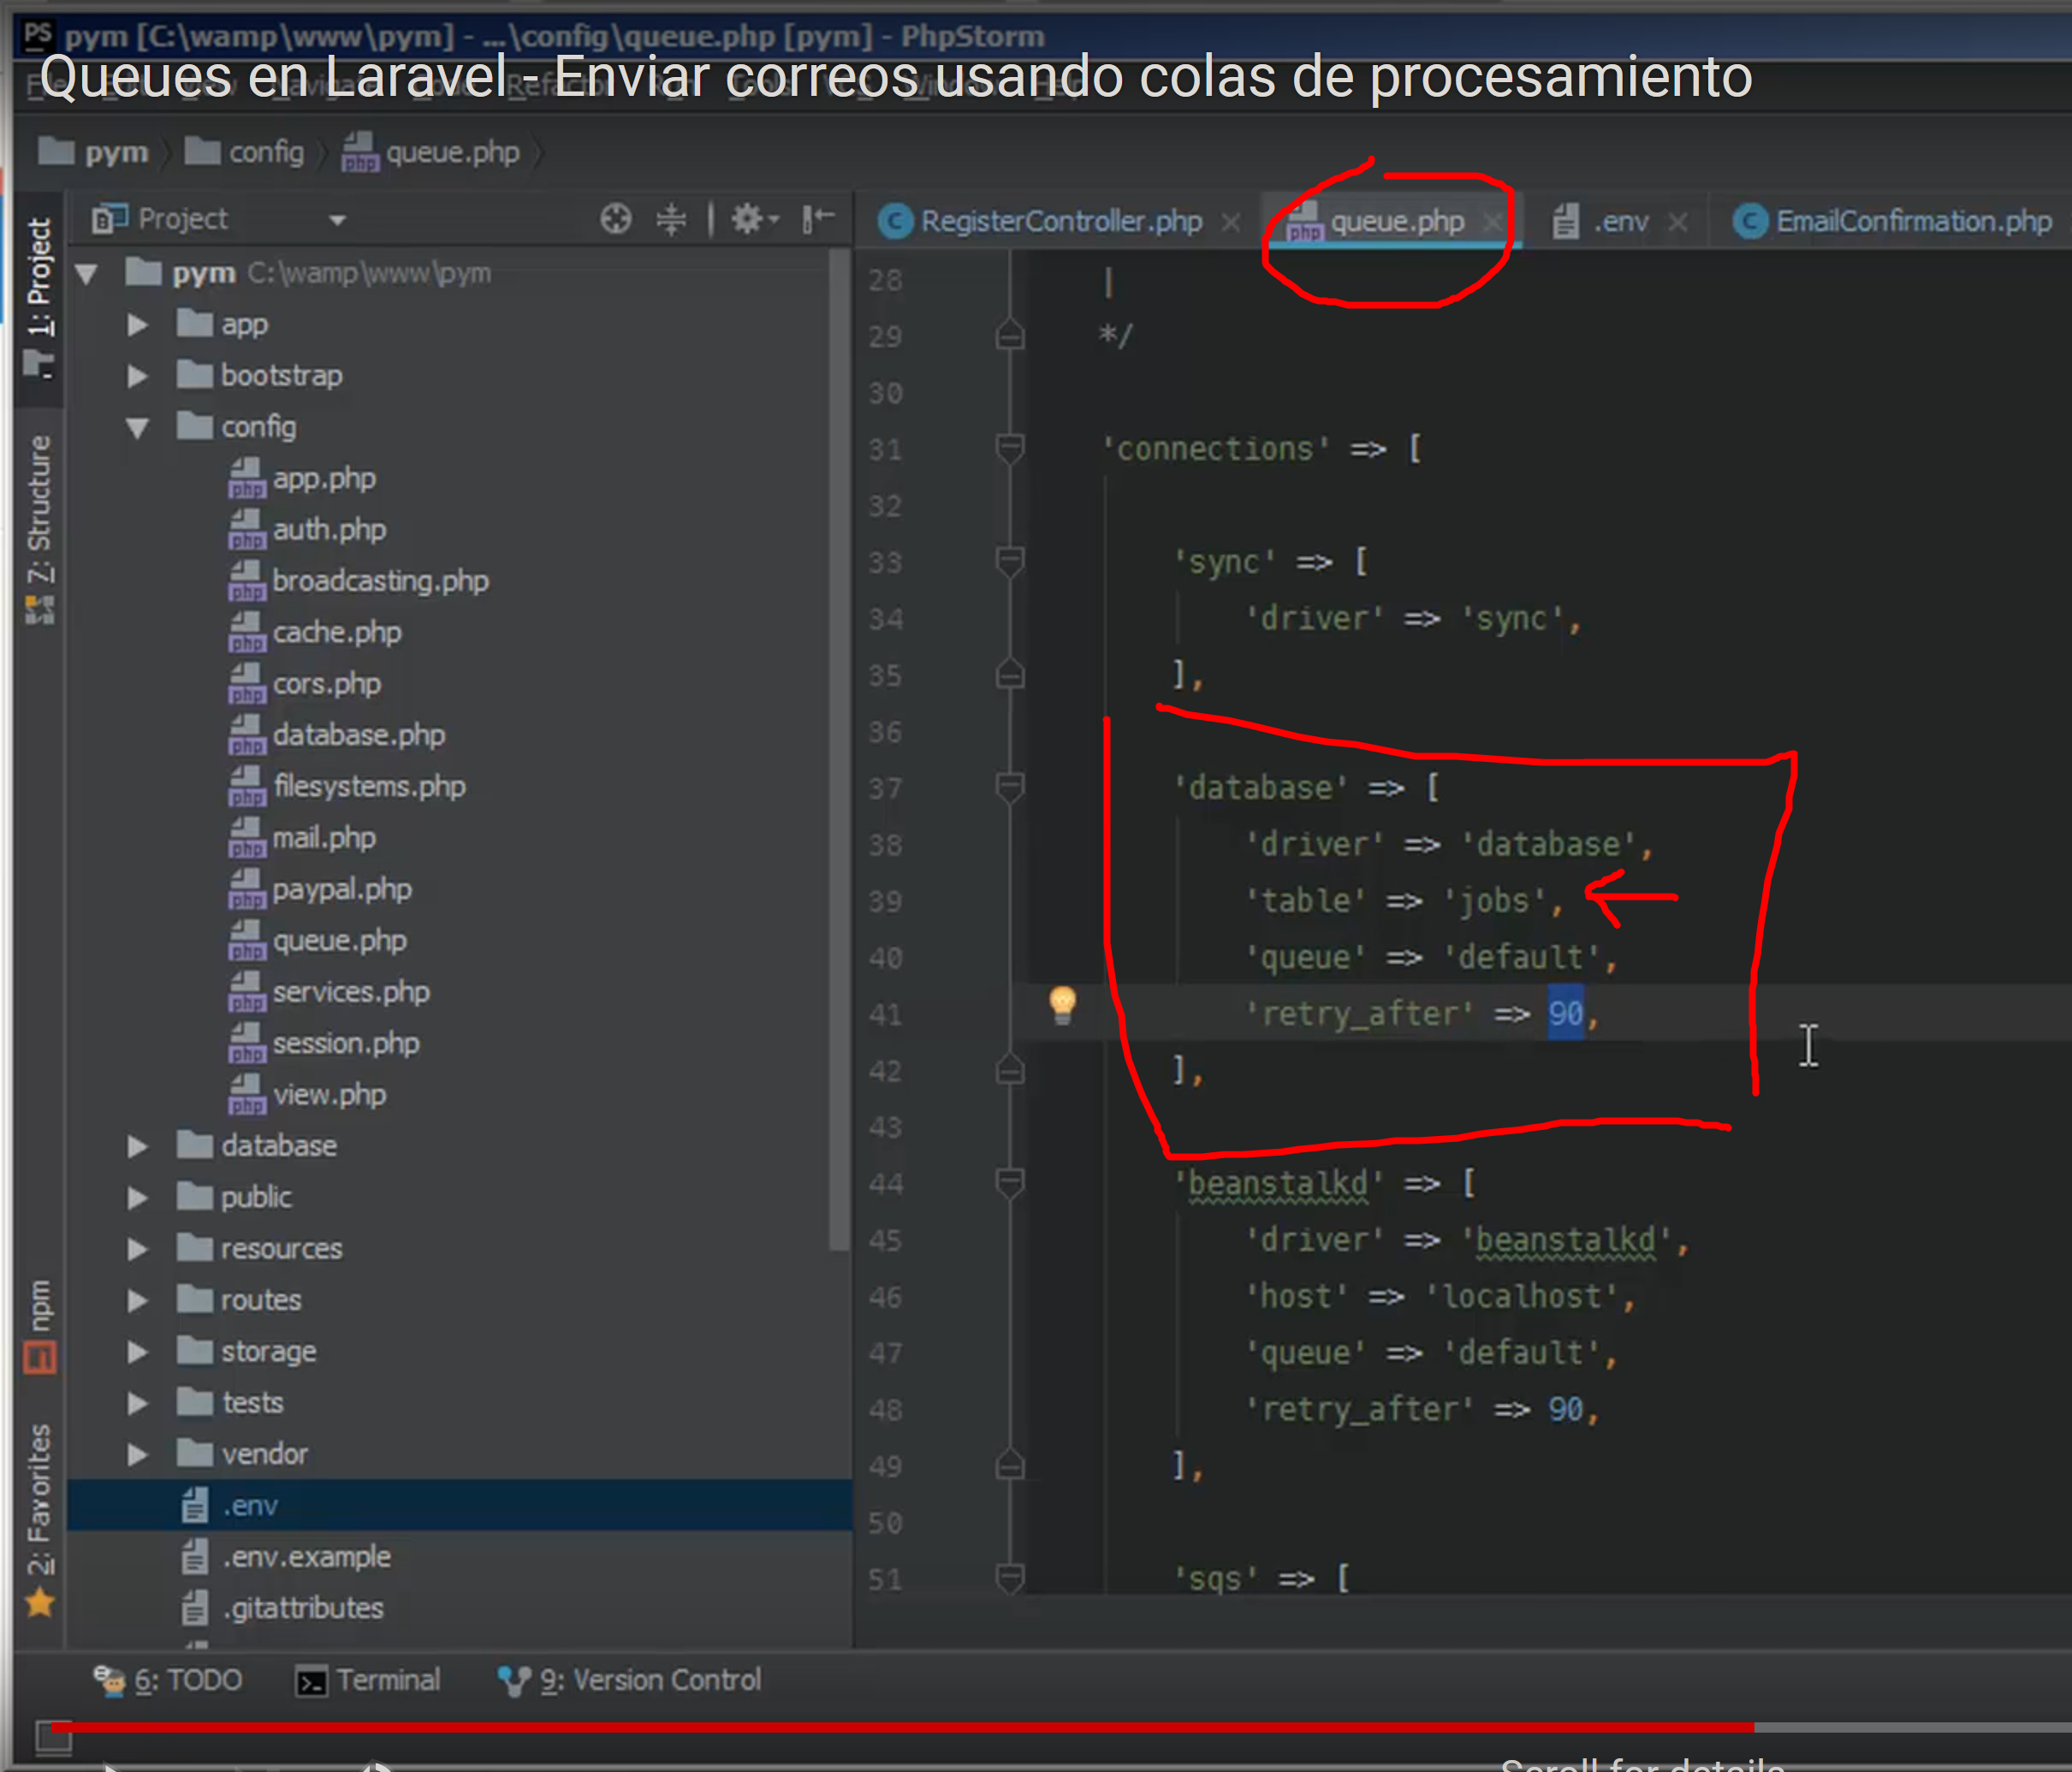 PS pym [C:\wamp\www\pym] - ...\config\queue.php [pym] - PhpStorm
Queues en Laravel - Enviar correos usando colas de procesamiento
pym config queue.php
1: Project
7: Structure
npm
2: Favorites
Project
pym C:\wamp\www\pym
app
bootstrap
config
app.php
auth.php
broadcasting.php
cache.php
cors.php
database.php
filesystems.php
mail.php
paypal.php
queue.php
services.php
session.php
view.php
database
public
resources
routes
storage
tests
vendor
.env
.env.example
.gitattributes
RegisterController.php queue.php .env EmailConfirmation.php
28 |
29 */
30
31 'connections' => [
32
33 'sync' => [
34 'driver' => 'sync',
35 ],
36
37 'database' => [
38 'driver' => 'database',
39 'table' => 'jobs',
40 'queue' => 'default',
41 'retry_after' => 90,
42 ],
43
44 'beanstalkd' => [
45 'driver' => 'beanstalkd',
46 'host' => 'localhost',
47 'queue' => 'default',
48 'retry_after' => 90,
49 ],
50
51 'sqs' => [
6: TODO Terminal 9: Version Control
Scroll for details